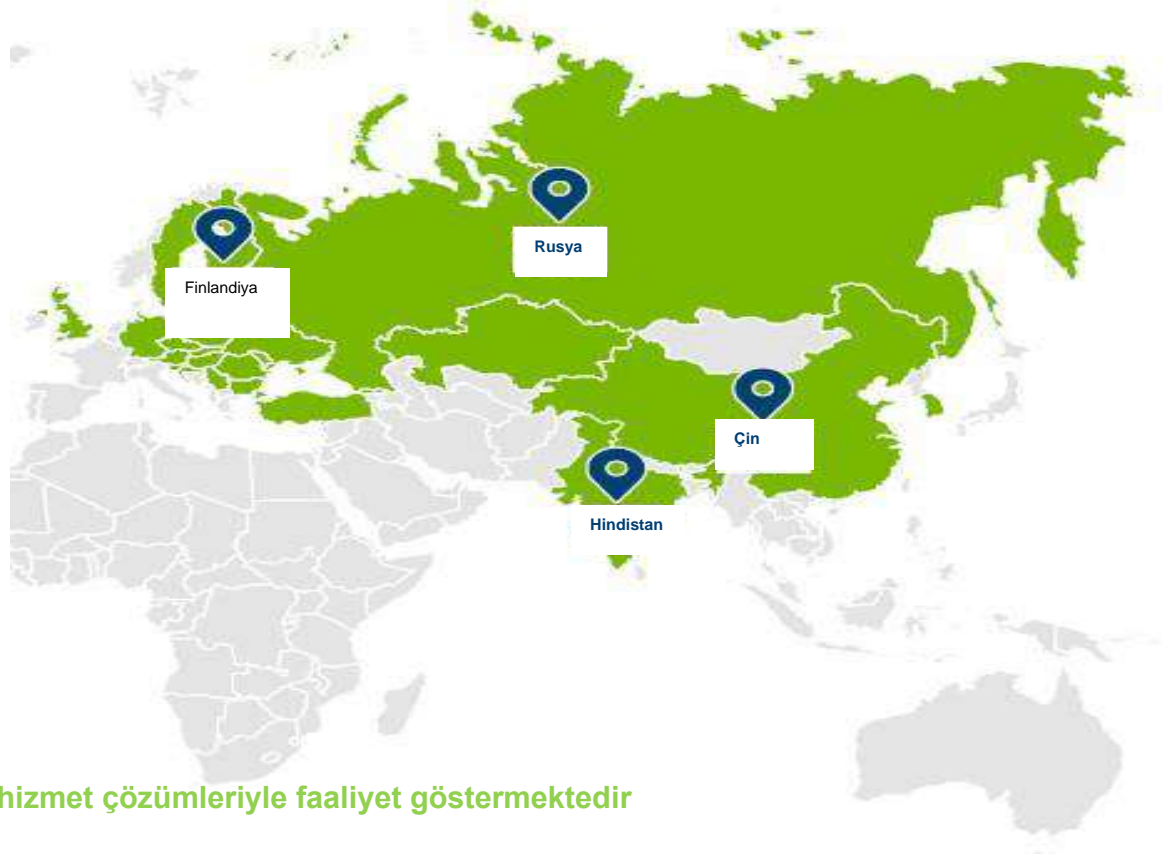 Rusya
Finlandiya
Çin
Hindistan
hizmet çözümleriyle faaliyet göstermektedir